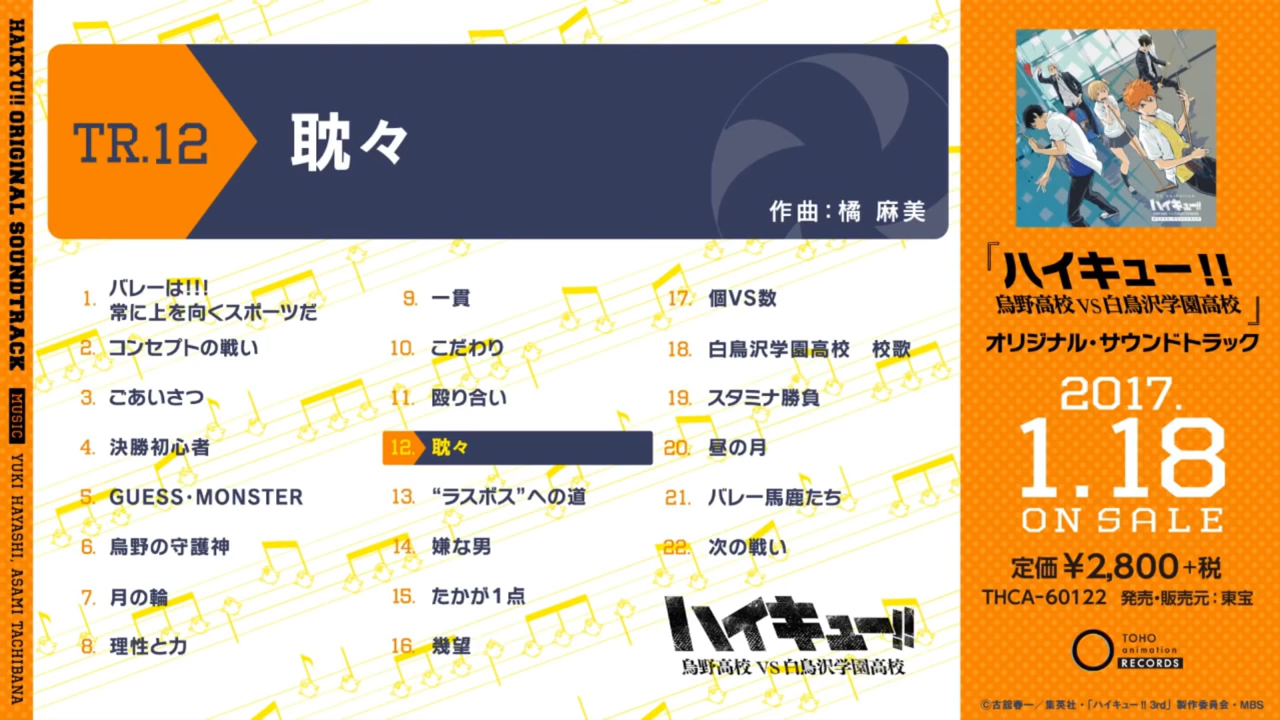 HAIKYU!! ORIGINAL SOUNDTRACK MUSIC YUKI HAYASHI, ASAMI TACHIBANA
TR.12
耽々
作曲:橘 麻美
1. バレーは!!!
常に上を向くスポーツだ
2. コンセプトの戦い
3. ごあいさつ
4. 決勝初心者
5. GUESS・MONSTER
6. 烏野の守護神
7. 月の輪
8. 理性と力
9. 一貫
10. こだわり
11. 殴り合い
12. 耽々
13. “ラスボス”への道
14. 嫌な男
15. たかが1点
16. 幾望
17. 個VS数
18. 白鳥沢学園高校 校歌
19. スタミナ勝負
20. 昼の月
21. バレー馬鹿たち
22. 次の戦い
ハイキュー!!
烏野高校 VS 白鳥沢学園高校
ハイキュー!!
『ハイキュー!!
烏野高校 VS 白鳥沢学園高校』
オリジナル・サウンドトラック
2017.
1.18
ON SALE
定価¥2,800+税
THCA-60122 発売・販売元:東宝
TOHO
animation
RECORDS
©古舘春一/集英社・「ハイキュー!! 3rd」製作委員会・MBS